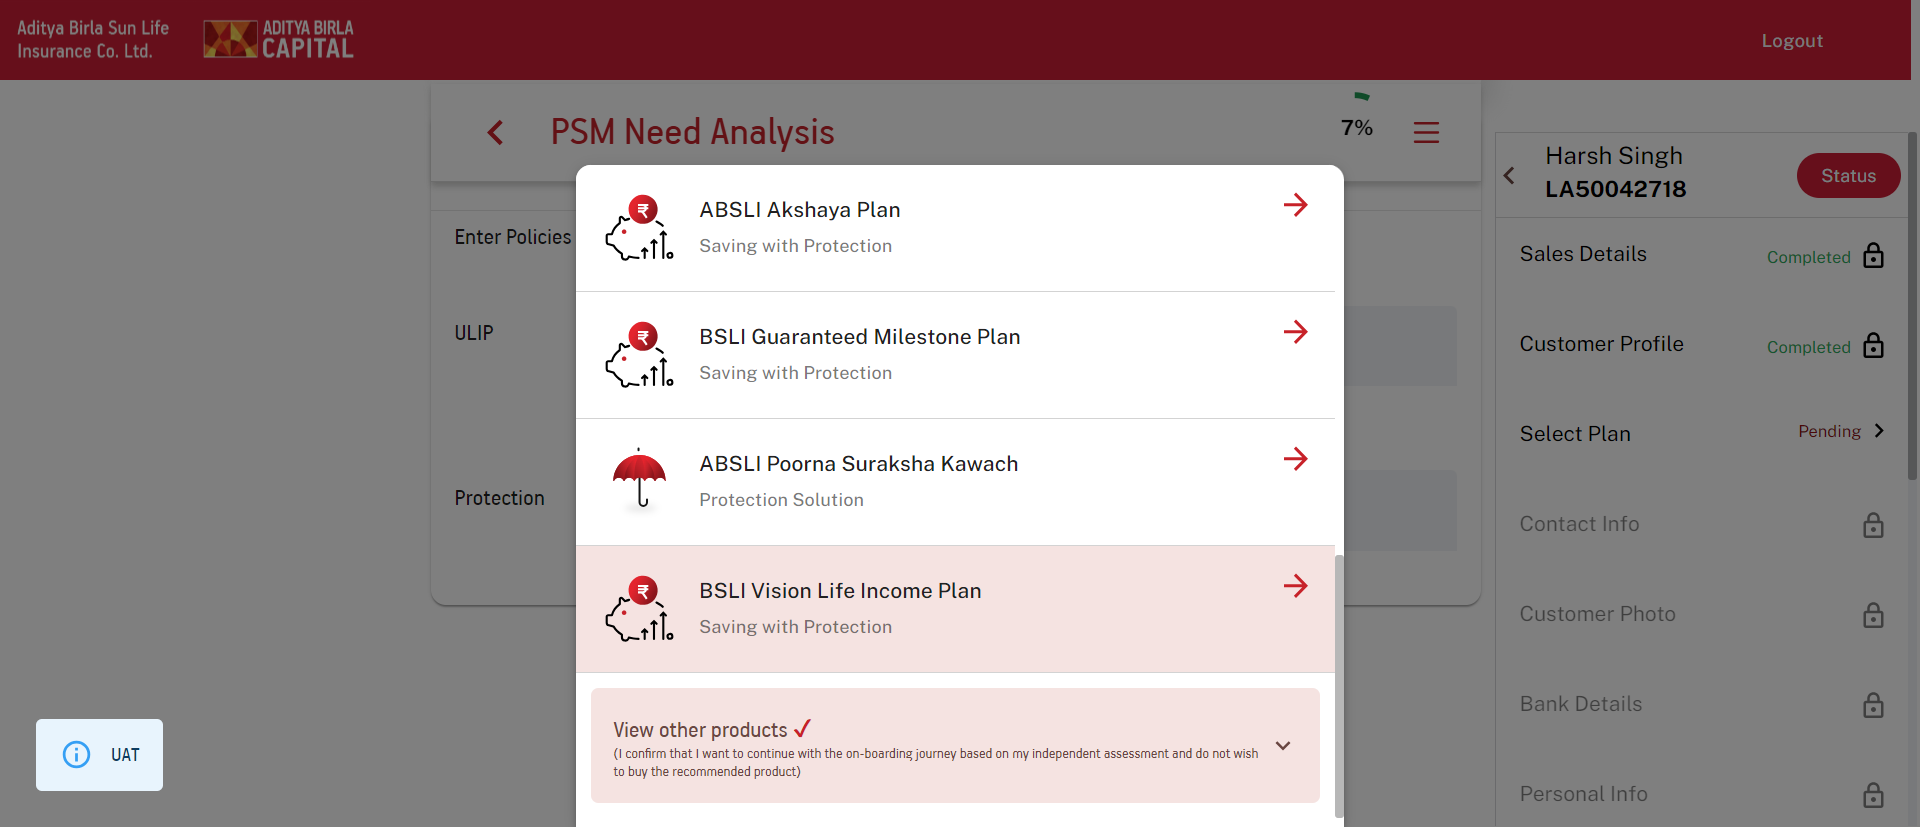 Aditya Birla Sun Life
Insurance Co. Ltd.
ADITYA BIRLA
CAPITAL
Logout
PSM Need Analysis
7%
Enter Policies
ULIP
Protection
ABSLI Akshaya Plan
Saving with Protection
BSLI Guaranteed Milestone Plan
Saving with Protection
ABSLI Poorna Suraksha Kawach
Protection Solution
BSLI Vision Life Income Plan
Saving with Protection
View other products
(I confirm that I want to continue with the on-boarding journey based on my independent assessment and do not wish
to buy the recommended product)
Harsh Singh
LA50042718
Status
Sales Details Completed
Customer Profile Completed
Select Plan Pending
Contact Info
Customer Photo
Bank Details
Personal Info
UAT